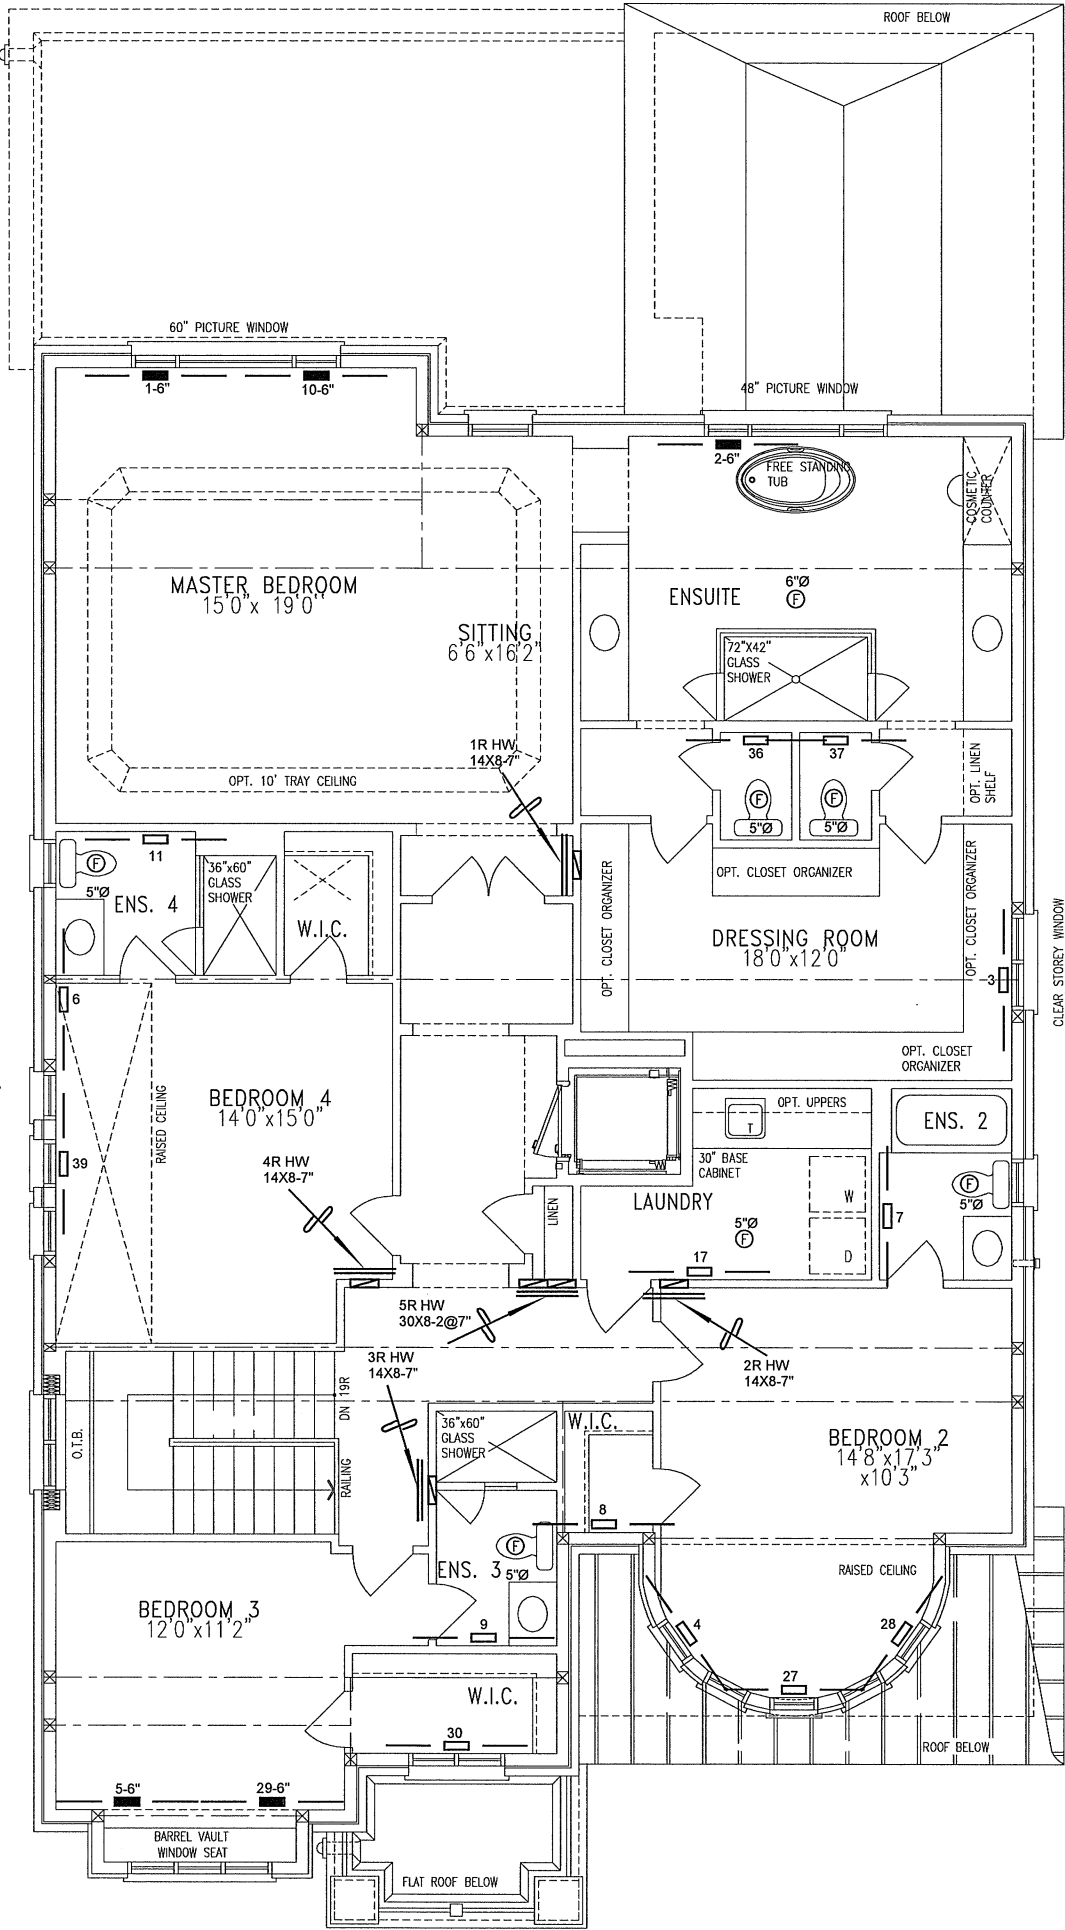 ROOF BELOW
60" PICTURE WINDOW
1-6"
10-6"
48" PICTURE WINDOW
2-6"
FREE STANDING
TUB
COSMETIC
COUNTER
MASTER BEDROOM
15'0"x 19'0"
SITTING
6'6"x16'2"
ENSUITE
6"Ø
F
72"X42"
GLASS
SHOWER
1R HW
14X8-7"
OPT. 10' TRAY CEILING
36
37
F
F
5"Ø
5"Ø
OPT. LINEN
SHELF
11
F
5"Ø
ENS. 4
36"x60"
GLASS
SHOWER
W.I.C.
OPT. CLOSET ORGANIZER
OPT. CLOSET ORGANIZER
OPT. CLOSET ORGANIZER
DRESSING ROOM
18'0"x12'0"
3
CLEAR STOREY WINDOW
6
OPT. CLOSET
ORGANIZER
BEDROOM 4
14'0"x15'0"
RAISED CEILING
39
4R HW
14X8-7"
OPT. UPPERS
T
30" BASE
CABINET
ENS. 2
F
5"Ø
7
LAUNDRY
W
D
5"Ø
F
17
LINEN
5R HW
30X8-2@7"
3R HW
14X8-7"
2R HW
14X8-7"
DN 19R
O.T.B.
RAILING
36"x60"
GLASS
SHOWER
W.I.C.
BEDROOM 2
14'8"x17'3"
x10'3"
8
F
ENS. 3
5"Ø
RAISED CEILING
BEDROOM 3
12'0"x11'2"
9
4
28
27
W.I.C.
30
ROOF BELOW
5-6"
29-6"
BARREL VAULT
WINDOW SEAT
FLAT ROOF BELOW